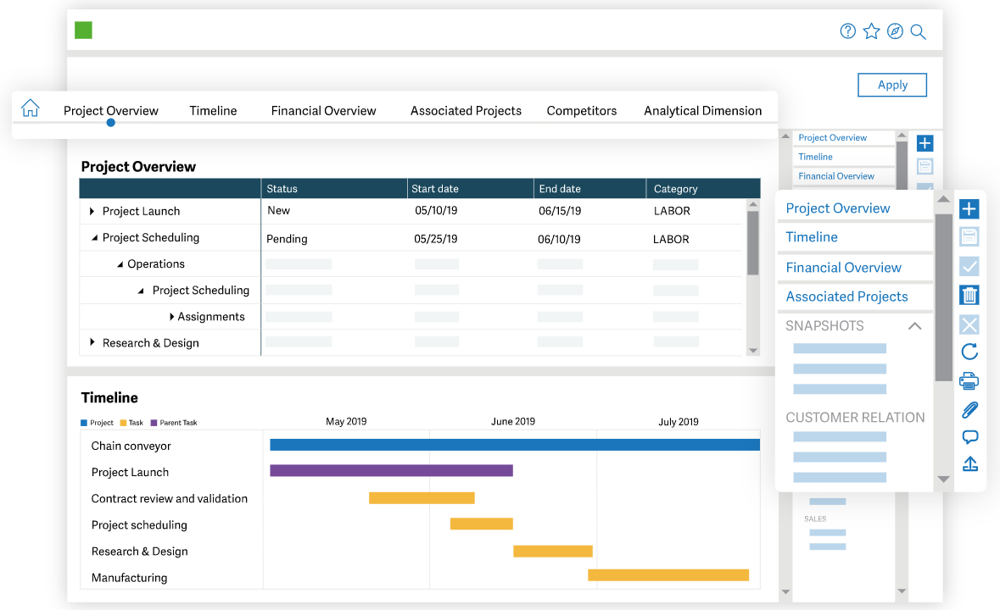 Apply
Project Overview Timeline Financial Overview Associated Projects Competitors Analytical Dimension
Project Overview
Timeline
Financial Overview
Project Overview
Status Start date End date Category
Project Launch New 05/10/19 06/15/19 LABOR
Project Scheduling Pending 05/25/19 06/10/19 LABOR
Operations
Project Scheduling
Assignments
Research & Design
Project Overview
Timeline
Financial Overview
Associated Projects
SNAPSHOTS
CUSTOMER RELATION
SALES
Timeline
Project Task Parent Task
May 2019 June 2019 July 2019
Chain conveyor
Project Launch
Contract review and validation
Project scheduling
Research & Design
Manufacturing